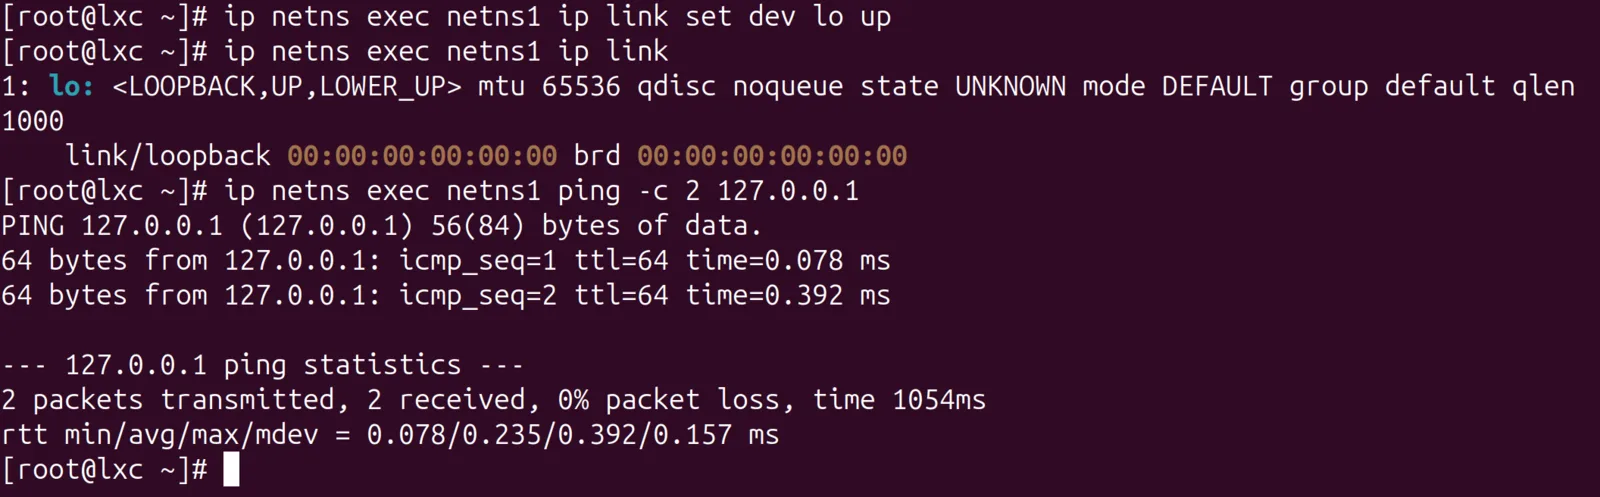 [root@lxc ~]# ip netns exec netns1 ip link set dev lo up
[root@lxc ~]# ip netns exec netns1 ip link
1: lo: <LOOPBACK,UP,LOWER_UP> mtu 65536 qdisc noqueue state UNKNOWN mode DEFAULT group default qlen
1000
    link/loopback 00:00:00:00:00:00 brd 00:00:00:00:00:00
[root@lxc ~]# ip netns exec netns1 ping -c 2 127.0.0.1
PING 127.0.0.1 (127.0.0.1) 56(84) bytes of data.
64 bytes from 127.0.0.1: icmp_seq=1 ttl=64 time=0.078 ms
64 bytes from 127.0.0.1: icmp_seq=2 ttl=64 time=0.392 ms

--- 127.0.0.1 ping statistics ---
2 packets transmitted, 2 received, 0% packet loss, time 1054ms
rtt min/avg/max/mdev = 0.078/0.235/0.392/0.157 ms
[root@lxc ~]#